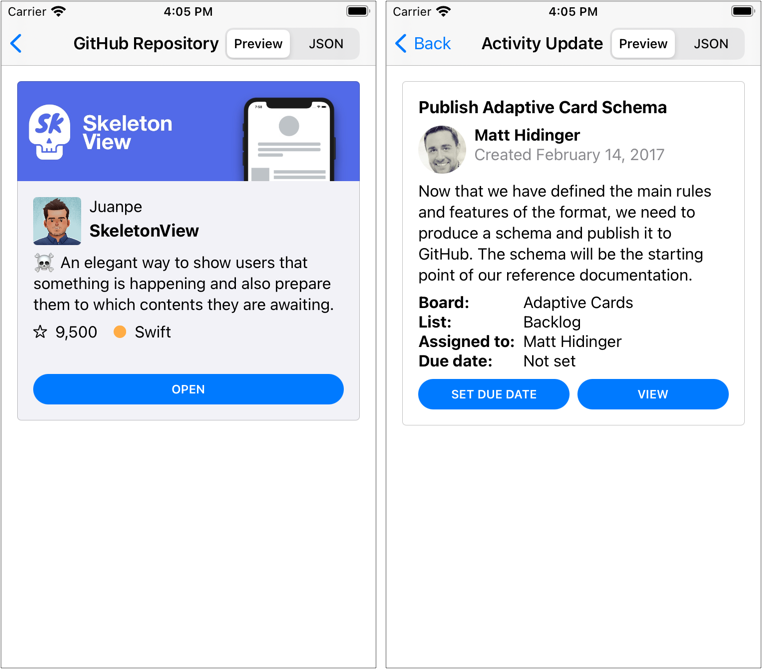 Carrier 4:05 PM
GitHub Repository Preview JSON
Sk Skeleton
View
Juanpe
SkeletonView
☠️ An elegant way to show users that
something is happening and also prepare
them to which contents they are awaiting.
☆ 9,500 Swift
OPEN
Carrier 4:05 PM
Back Activity Update Preview JSON
Publish Adaptive Card Schema
Matt Hidinger
Created February 14, 2017
Now that we have defined the main rules
and features of the format, we need to
produce a schema and publish it to
GitHub. The schema will be the starting
point of our reference documentation.
Board: Adaptive Cards
List: Backlog
Assigned to: Matt Hidinger
Due date: Not set
SET DUE DATE VIEW